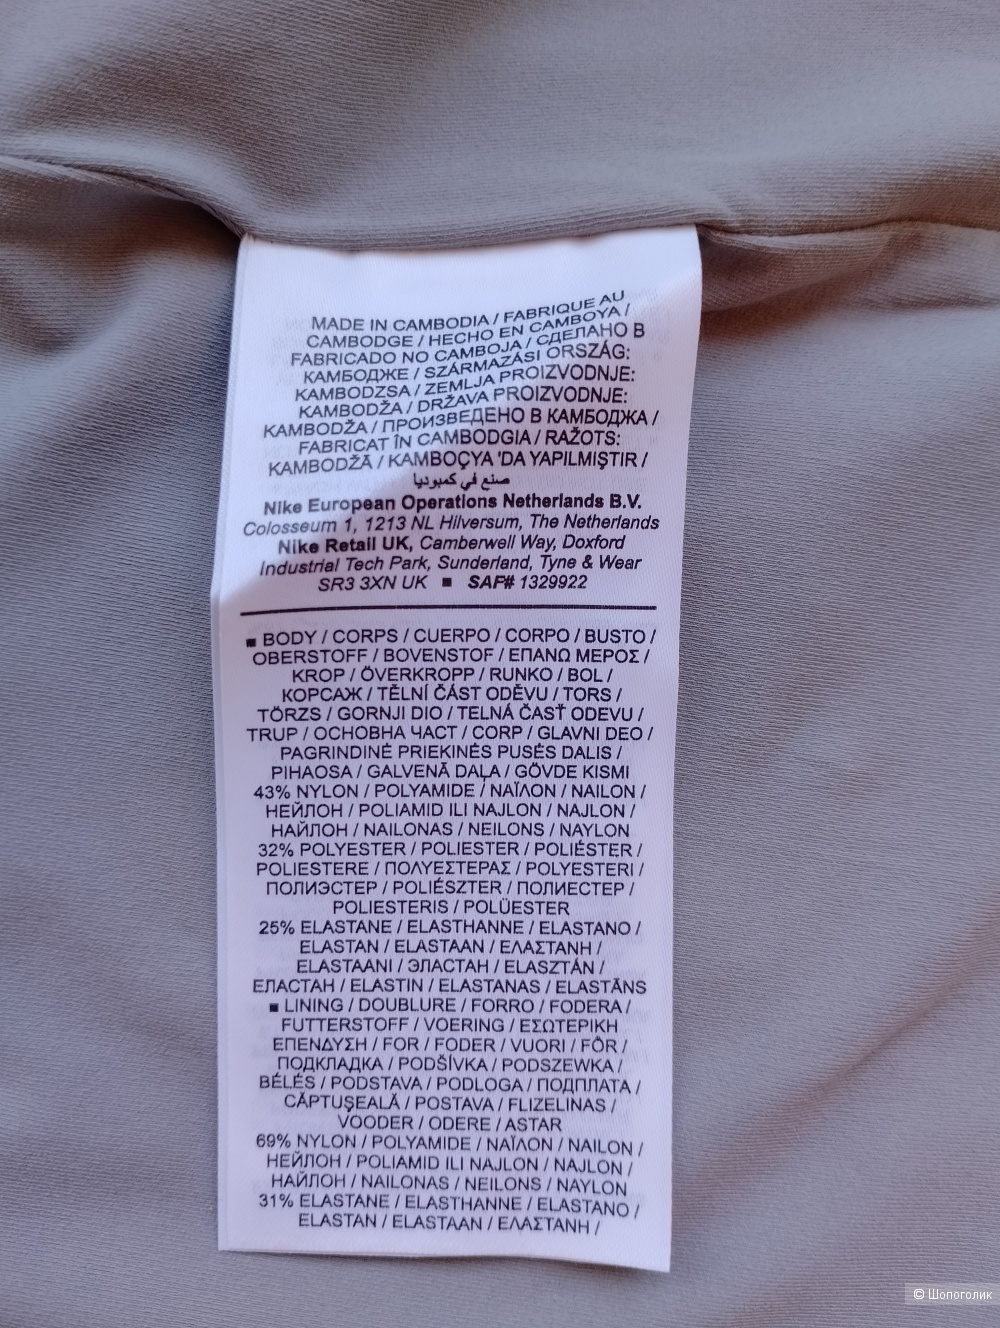 MADE IN CAMBODIA / FABRIQUE AU
CAMBODGE / HECHO EN CAMBOYA /
FABRICADO NO CAMBOJA / СДЕЛАНО В
КАМБОДЖЕ / SZÁRMAZÁSI ORSZÁG:
KAMBODZSA / ZEMLJA PROIZVODNJE:
KAMBODŽA / DRŽAVA PROIZVODNJE:
KAMBODŽA / ПРОИЗВЕДЕНО В КАМБОДЖА /
FABRICAT ÎN CAMBODGIA / RAŽOTS:
KAMBODŽĀ / KAMBOÇYA 'DA YAPILMIŞTIR /
صنع في كمبوديا
Nike European Operations Netherlands B.V.
Colosseum 1, 1213 NL Hilversum, The Netherlands
Nike Retail UK, Camberwell Way, Doxford
Industrial Tech Park, Sunderland, Tyne & Wear
SR3 3XN UK ■ SAP# 1329922
■ BODY / CORPS / CUERPO / CORPO / BUSTO /
OBERSTOFF / BOVENSTOF / ΕΠΑΝΩ ΜΕΡΟΣ /
KROP / ÖVERKROPP / RUNKO / BOL /
КОРСАЖ / TĚLNÍ ČÁST ODĚVU / TORS /
TÖRZS / GORNJI DIO / TELNÁ ČASŤ ODEVU /
TRUP / ОСНОВНА ЧАСТ / CORP / GLAVNI DEO /
PAGRINDINĖ PRIEKINĖS PUSĖS DALIS /
PIHAOSA / GALVENĀ DAĻA / GÖVDE KISMI
43% NYLON / POLYAMIDE / NAÏLON / NAILON /
НЕЙЛОН / POLIAMID ILI NAJLON / NAJLON /
НАЙЛОН / NAILONAS / NEILONS / NAYLON
32% POLYESTER / POLIESTER / POLIÉSTER /
POLIESTERE / ΠΟΛΥΕΣΤΕΡΑΣ / POLYESTERI /
ПОЛИЭСТЕР / POLIÉSZTER / ПОЛИЕСТЕР /
POLIESTERIS / POLÜESTER
25% ELASTANE / ELASTHANNE / ELASTANO /
ELASTAN / ELASTAAN / ΕΛΑΣΤΑΝΗ /
ELASTAANI / ЭЛАСТАН / ELASZTÁN /
ЕЛАСТАН / ELASTIN / ELASTANAS / ELASTĀNS
■ LINING / DOUBLURE / FORRO / FODERA /
FUTTERSTOFF / VOERING / ΕΣΩΤΕΡΙΚΗ
ΕΠΕΝΔΥΣΗ / FOR / FODER / VUORI / FÔR /
ПОДКЛАДКА / PODŠÍVKA / PODSZEWKA /
BÉLÉS / PODSTAVA / PODLOGA / ПОДПЛАТА /
CĂPTUŞEALĂ / POSTAVA / FLIZELINAS /
VOODER / ODERE / ASTAR
69% NYLON / POLYAMIDE / NAÏLON / NAILON /
НЕЙЛОН / POLIAMID ILI NAJLON / NAJLON /
НАЙЛОН / NAILONAS / NEILONS / NAYLON
31% ELASTANE / ELASTHANNE / ELASTANO /
ELASTAN / ELASTAAN / ΕΛΑΣΤΑΝΗ /
© Шопоголик